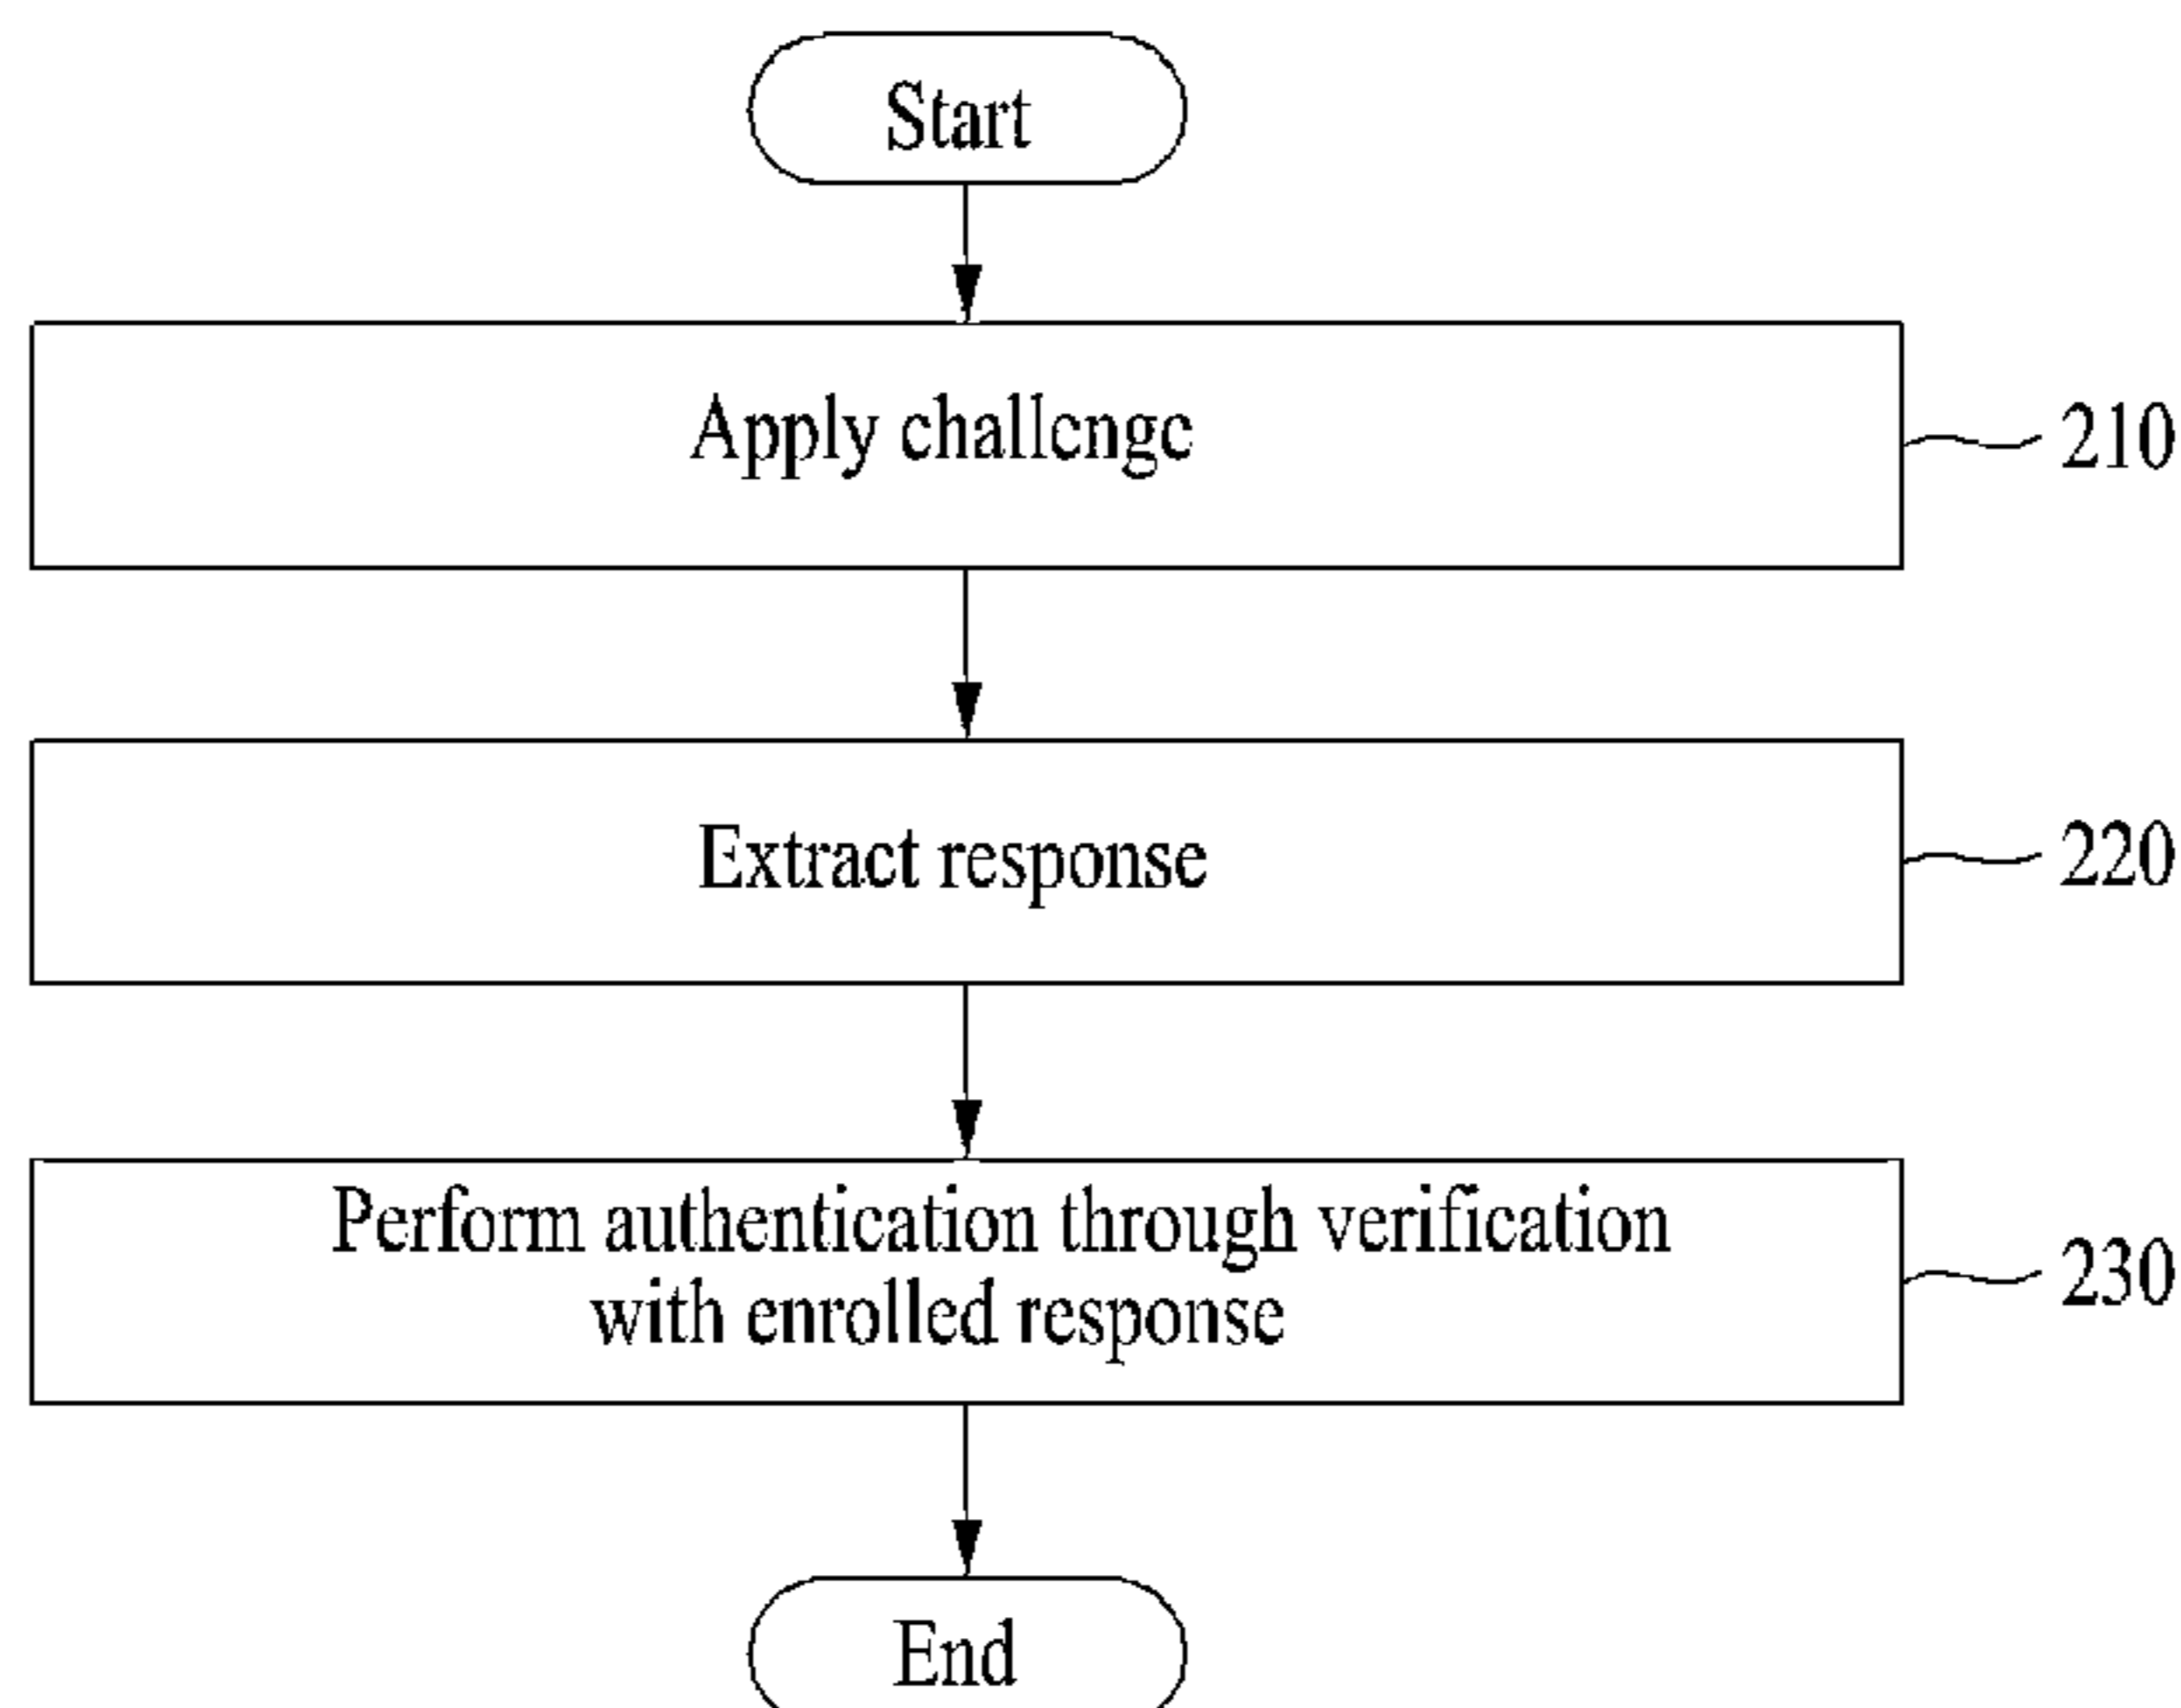 Start
Apply challenge
210
Extract response
220
Perform authentication through verification
with enrolled response
230
End